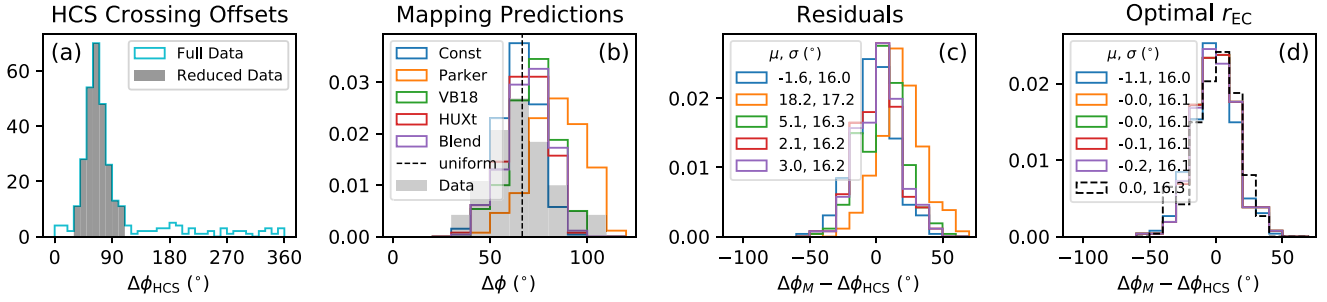 HCS Crossing Offsets
(a)
Full Data
Reduced Data
60
40
20
0
0 90 180 270 360
Δϕ_HCS (°)
Mapping Predictions
(b)
Const
Parker
VB18
HUXt
Blend
uniform
Data
0.03
0.02
0.01
0.00
0 50 100
Δϕ (°)
Residuals
(c)
μ, σ (°)
-1.6, 16.0
18.2, 17.2
5.1, 16.3
2.1, 16.2
3.0, 16.2
0.02
0.01
0.00
−100 −50 0 50
Δϕ_M − Δϕ_HCS (°)
Optimal r_EC
(d)
μ, σ (°)
-1.1, 16.0
-0.0, 16.1
-0.0, 16.1
-0.1, 16.1
-0.2, 16.1
0.0, 16.3
0.02
0.01
0.00
−100 −50 0 50
Δϕ_M − Δϕ_HCS (°)